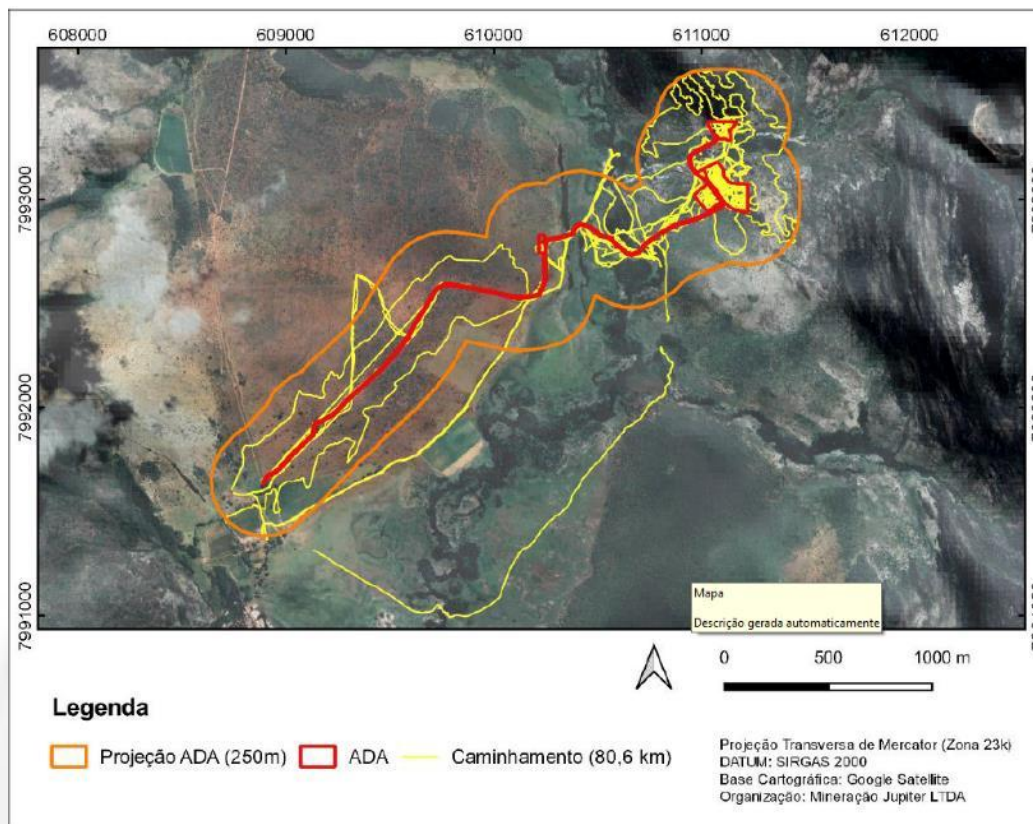 608000 609000 610000 611000 612000
7993000
7992000
7991000
Mapa
Descrição gerada automaticamente
0 500 1000 m
Legenda
Projeção ADA (250m) ADA Caminhamento (80,6 km)
Projeção Transversa de Mercator (Zona 23k)
DATUM: SIRGAS 2000
Base Cartográfica: Google Satellite
Organização: Mineração Jupiter LTDA